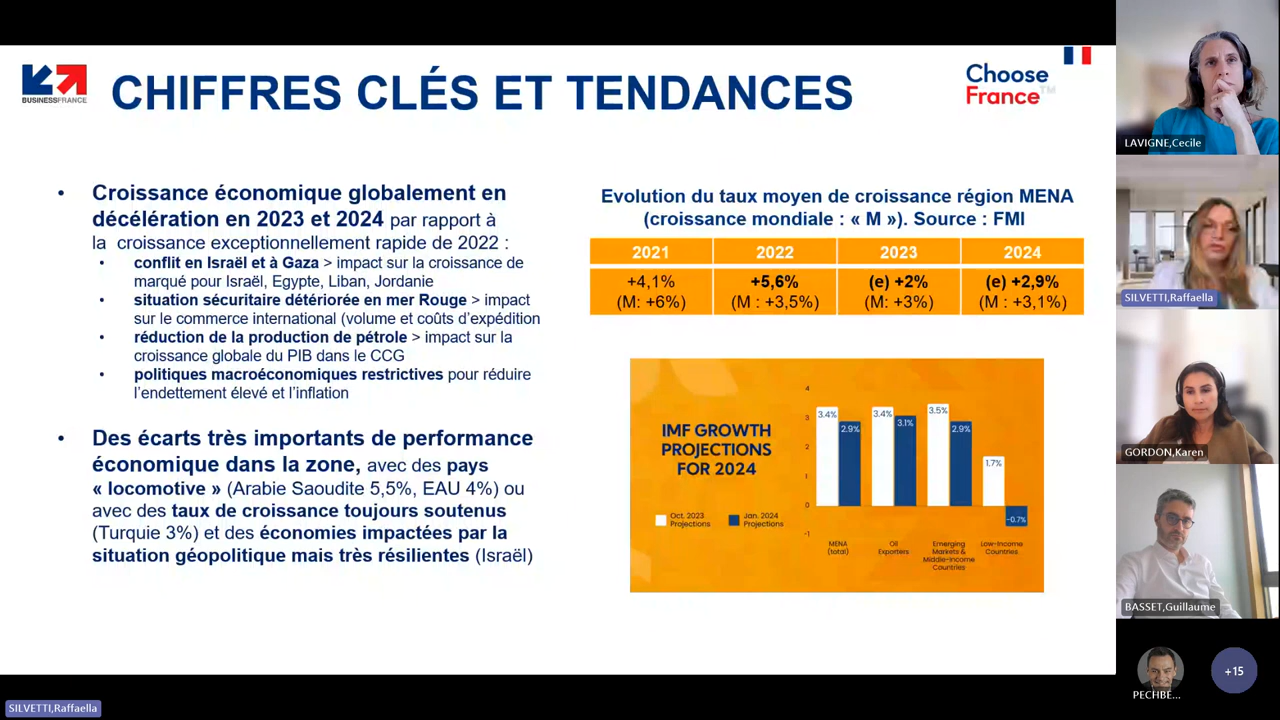 BUSINESSFRANCE
CHIFFRES CLÉS ET TENDANCES
Choose
France™
• Croissance économique globalement en
décélération en 2023 et 2024 par rapport à
la croissance exceptionnellement rapide de 2022 :
• conflit en Israël et à Gaza > impact sur la croissance de
marqué pour Israël, Egypte, Liban, Jordanie
• situation sécuritaire détériorée en mer Rouge > impact
sur le commerce international (volume et coûts d'expédition
• réduction de la production de pétrole > impact sur la
croissance globale du PIB dans le CCG
• politiques macroéconomiques restrictives pour réduire
l'endettement élevé et l'inflation
• Des écarts très importants de performance
économique dans la zone, avec des pays
« locomotive » (Arabie Saoudite 5,5%, EAU 4%) ou
avec des taux de croissance toujours soutenus
(Turquie 3%) et des économies impactées par la
situation géopolitique mais très résilientes (Israël)
Evolution du taux moyen de croissance région MENA
(croissance mondiale : « M »). Source : FMI
2021 2022 2023 2024
+4,1% +5,6% (e) +2% (e) +2,9%
(M: +6%) (M : +3,5%) (M: +3%) (M : +3,1%)
IMF GROWTH
PROJECTIONS
FOR 2024
Oct. 2023
Projections
Jan. 2024
Projections
4
3
2
1
0
-1
3.4% 2.9% 3.4% 3.1% 3.5% 2.9% 1.7% -0.7%
MENA
(total)
Oil
Exporters
Emerging
Markets &
Middle-Income
Countries
Low-Income
Countries
LAVIGNE,Cecile
SILVETTI,Raffaella
GORDON,Karen
BASSET,Guillaume
PECHBE...
+15
SILVETTI,Raffaella